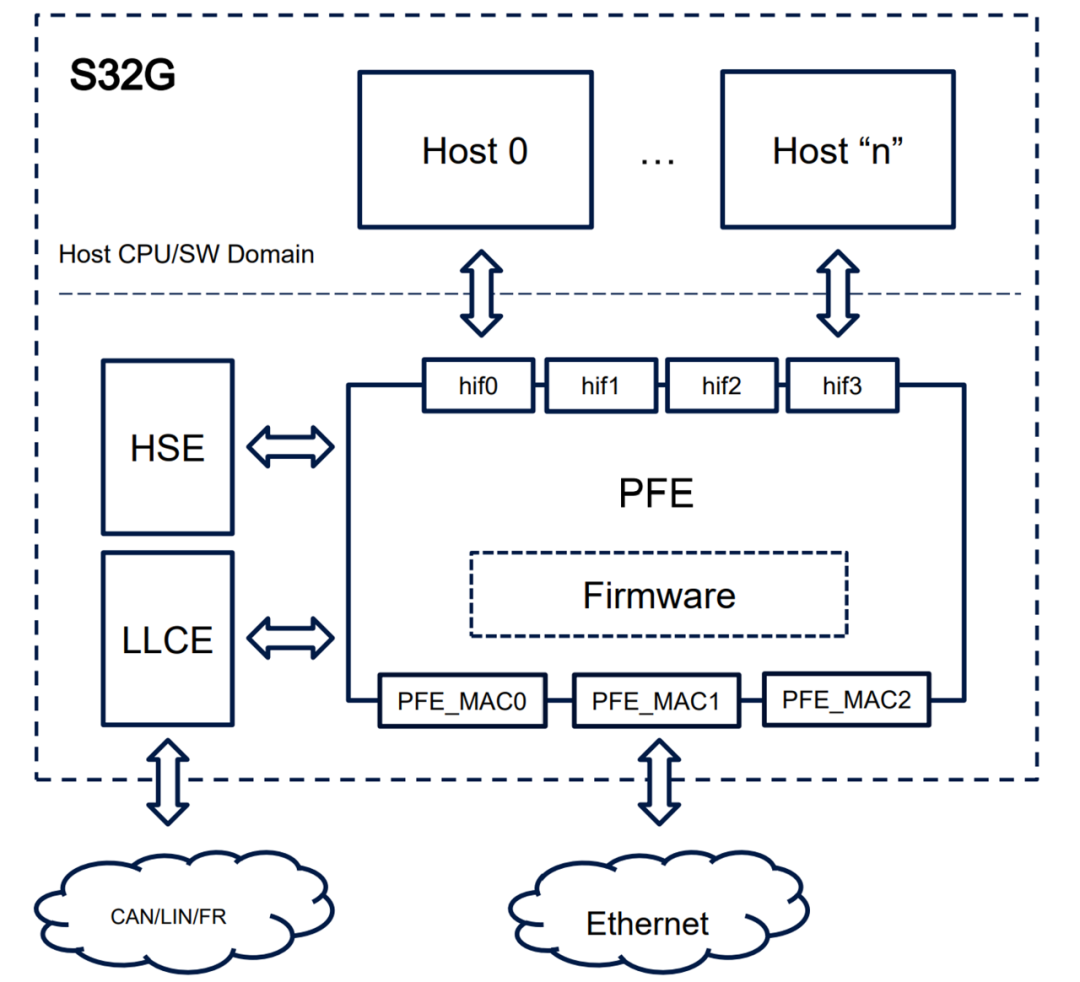 S32G
Host 0
...
Host “n”
Host CPU/SW Domain
hif0
hif1
hif2
hif3
HSE
PFE
Firmware
LLCE
PFE_MAC0
PFE_MAC1
PFE_MAC2
CAN/LIN/FR
Ethernet